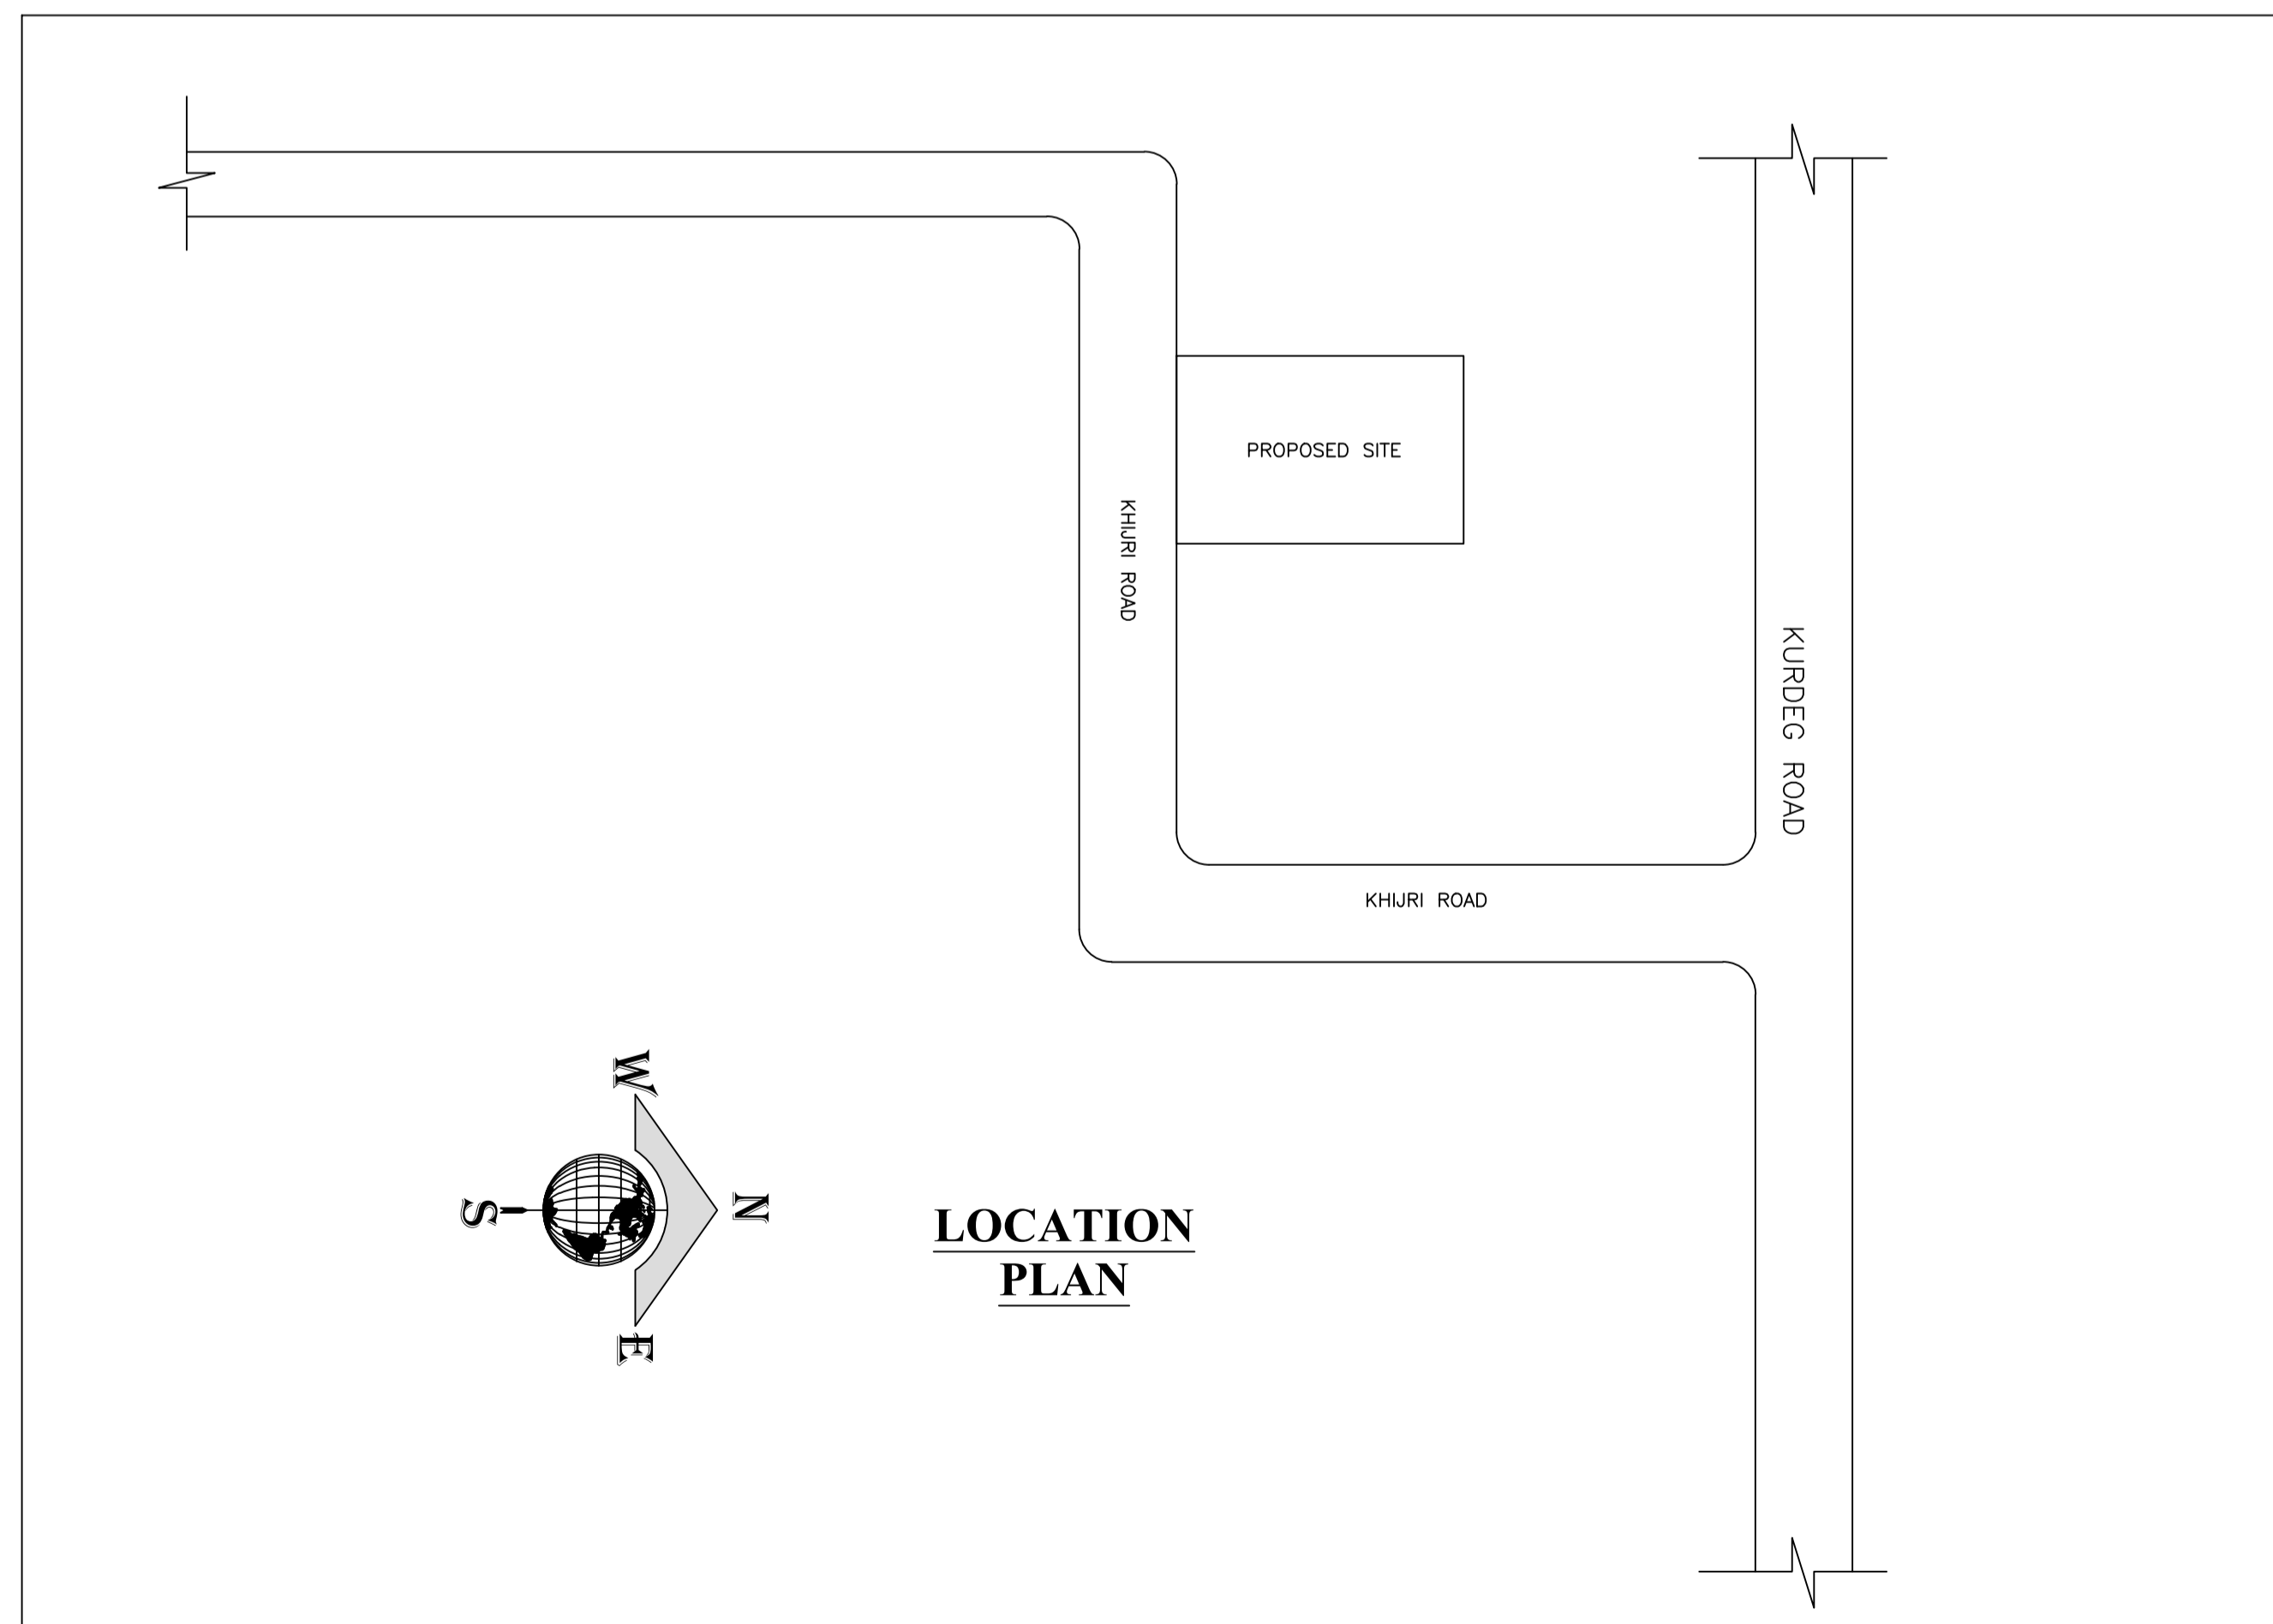 PROPOSED SITE
KHIJRI ROAD
KURDEG ROAD
KHIJRI ROAD
W
N
S
E
LOCATION
PLAN